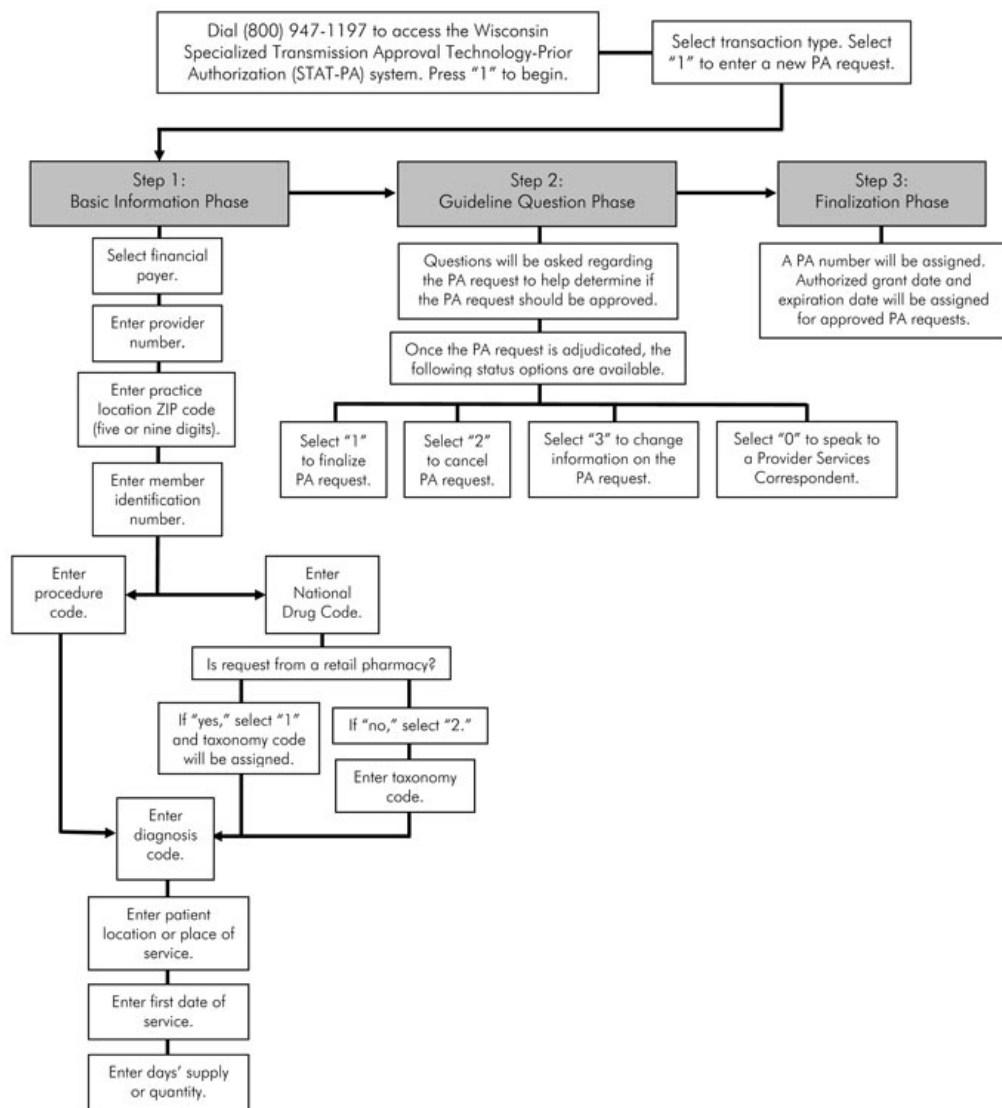 Dial (800) 947-1197 to access the Wisconsin
Specialized Transmission Approval Technology-Prior
Authorization (STAT-PA) system. Press “1” to begin.
Select transaction type. Select
“1” to enter a new PA request.
Step 1:
Basic Information Phase
Step 2:
Guideline Question Phase
Step 3:
Finalization Phase
Select financial
payer.
Enter provider
number.
Enter practice
location ZIP code
(five or nine digits).
Enter member
identification
number.
Questions will be asked regarding
the PA request to help determine if
the PA request should be approved.
Once the PA request is adjudicated, the
following status options are available.
Select “1”
to finalize
PA request.
Select “2”
to cancel
PA request.
Select “3” to change
information on the
PA request.
Select “0” to speak to
a Provider Services
Correspondent.
A PA number will be assigned.
Authorized grant date and
expiration date will be assigned
for approved PA requests.
Enter
procedure
code.
Enter
National
Drug Code.
Is request from a retail pharmacy?
If “yes,” select “1”
and taxonomy code
will be assigned.
If “no,” select “2.”
Enter taxonomy
code.
Enter
diagnosis
code.
Enter patient
location or place of
service.
Enter first date of
service.
Enter days’ supply
or quantity.